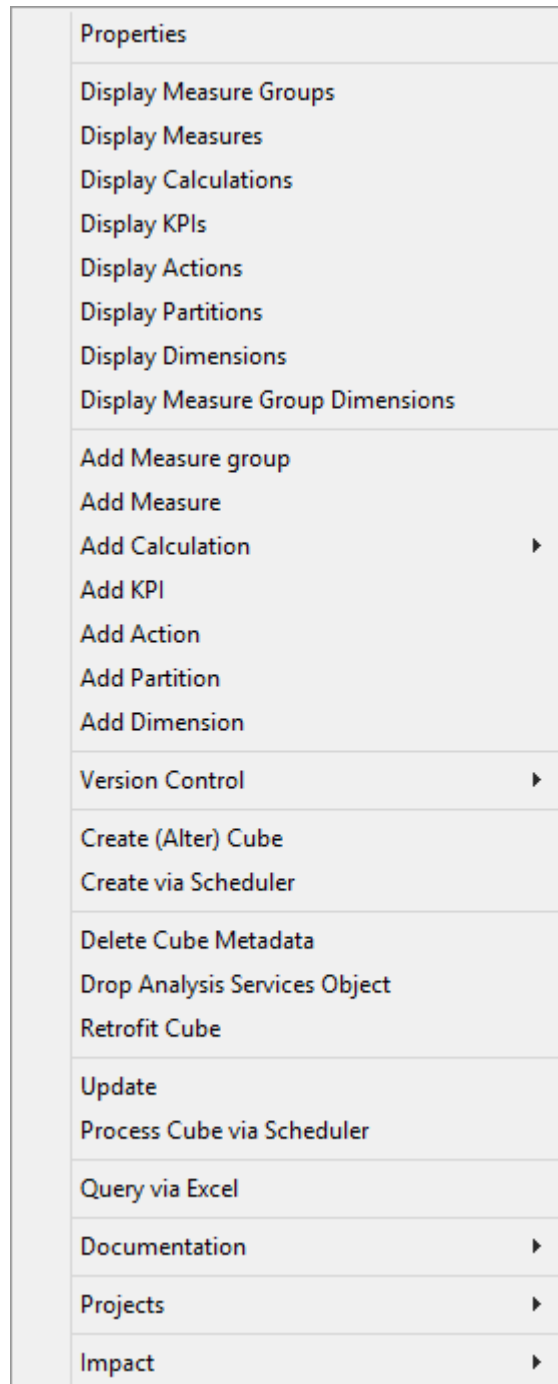 Properties
Display Measure Groups
Display Measures
Display Calculations
Display KPIs
Display Actions
Display Partitions
Display Dimensions
Display Measure Group Dimensions
Add Measure group
Add Measure
Add Calculation
Add KPI
Add Action
Add Partition
Add Dimension
Version Control
Create (Alter) Cube
Create via Scheduler
Delete Cube Metadata
Drop Analysis Services Object
Retrofit Cube
Update
Process Cube via Scheduler
Query via Excel
Documentation
Projects
Impact